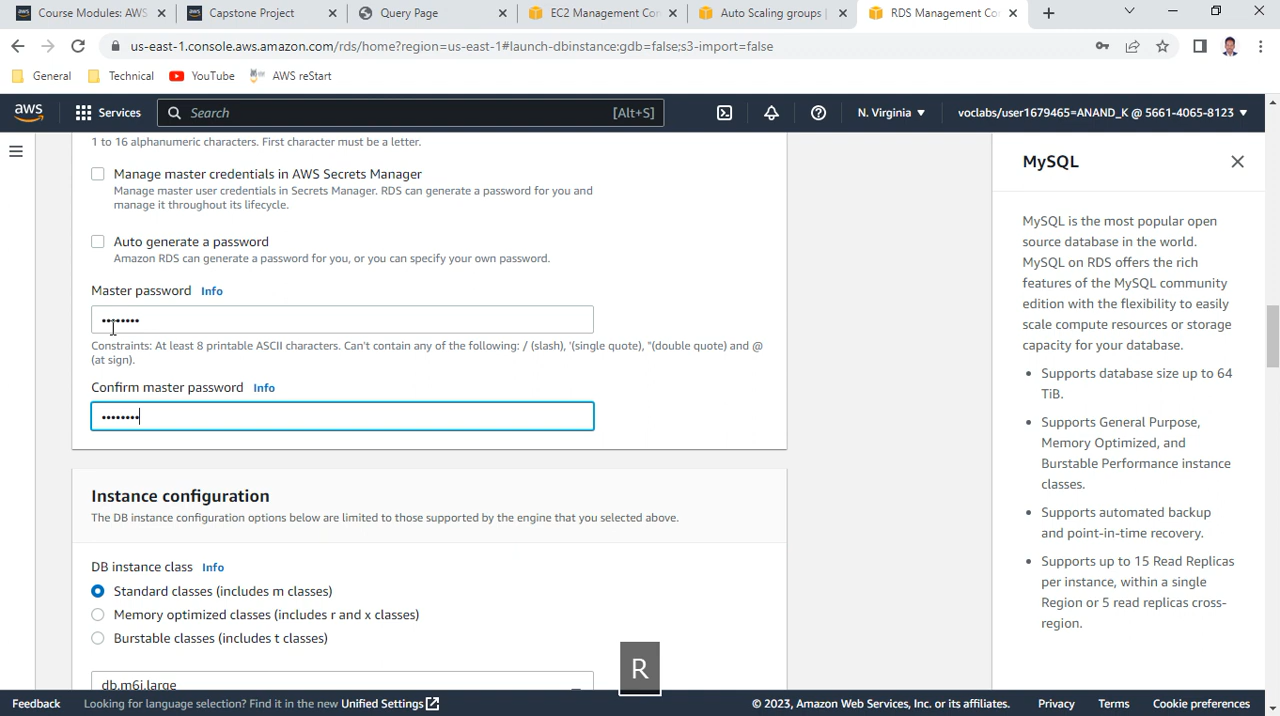 Course Modules: AWS
Capstone Project
Query Page
EC2 Management Co
Auto Scaling groups |
RDS Management Co
us-east-1.console.aws.amazon.com/rds/home?region=us-east-1#launch-dbinstance:gdb=false;s3-import=false
General
Technical
YouTube
AWS reStart
aws
Services
Search
[Alt+S]
N. Virginia
voclabs/user1679465=ANAND_K @ 5661-4065-8123
1 to 16 alphanumeric characters. First character must be a letter.
Manage master credentials in AWS Secrets Manager
Manage master user credentials in Secrets Manager. RDS can generate a password for you and
manage it throughout its lifecycle.
Auto generate a password
Amazon RDS can generate a password for you, or you can specify your own password.
Master password Info
••••••••
Constraints: At least 8 printable ASCII characters. Can't contain any of the following: / (slash), '(single quote), "(double quote) and @
(at sign).
Confirm master password Info
••••••••
Instance configuration
The DB instance configuration options below are limited to those supported by the engine that you selected above.
DB instance class Info
Standard classes (includes m classes)
Memory optimized classes (includes r and x classes)
Burstable classes (includes t classes)
db.m6i.large
R
MySQL
MySQL is the most popular open
source database in the world.
MySQL on RDS offers the rich
features of the MySQL community
edition with the flexibility to easily
scale compute resources or storage
capacity for your database.
• Supports database size up to 64
TiB.
• Supports General Purpose,
Memory Optimized, and
Burstable Performance instance
classes.
• Supports automated backup
and point-in-time recovery.
• Supports up to 15 Read Replicas
per instance, within a single
Region or 5 read replicas cross-
region.
Feedback
Looking for language selection? Find it in the new Unified Settings
© 2023, Amazon Web Services, Inc. or its affiliates.
Privacy
Terms
Cookie preferences